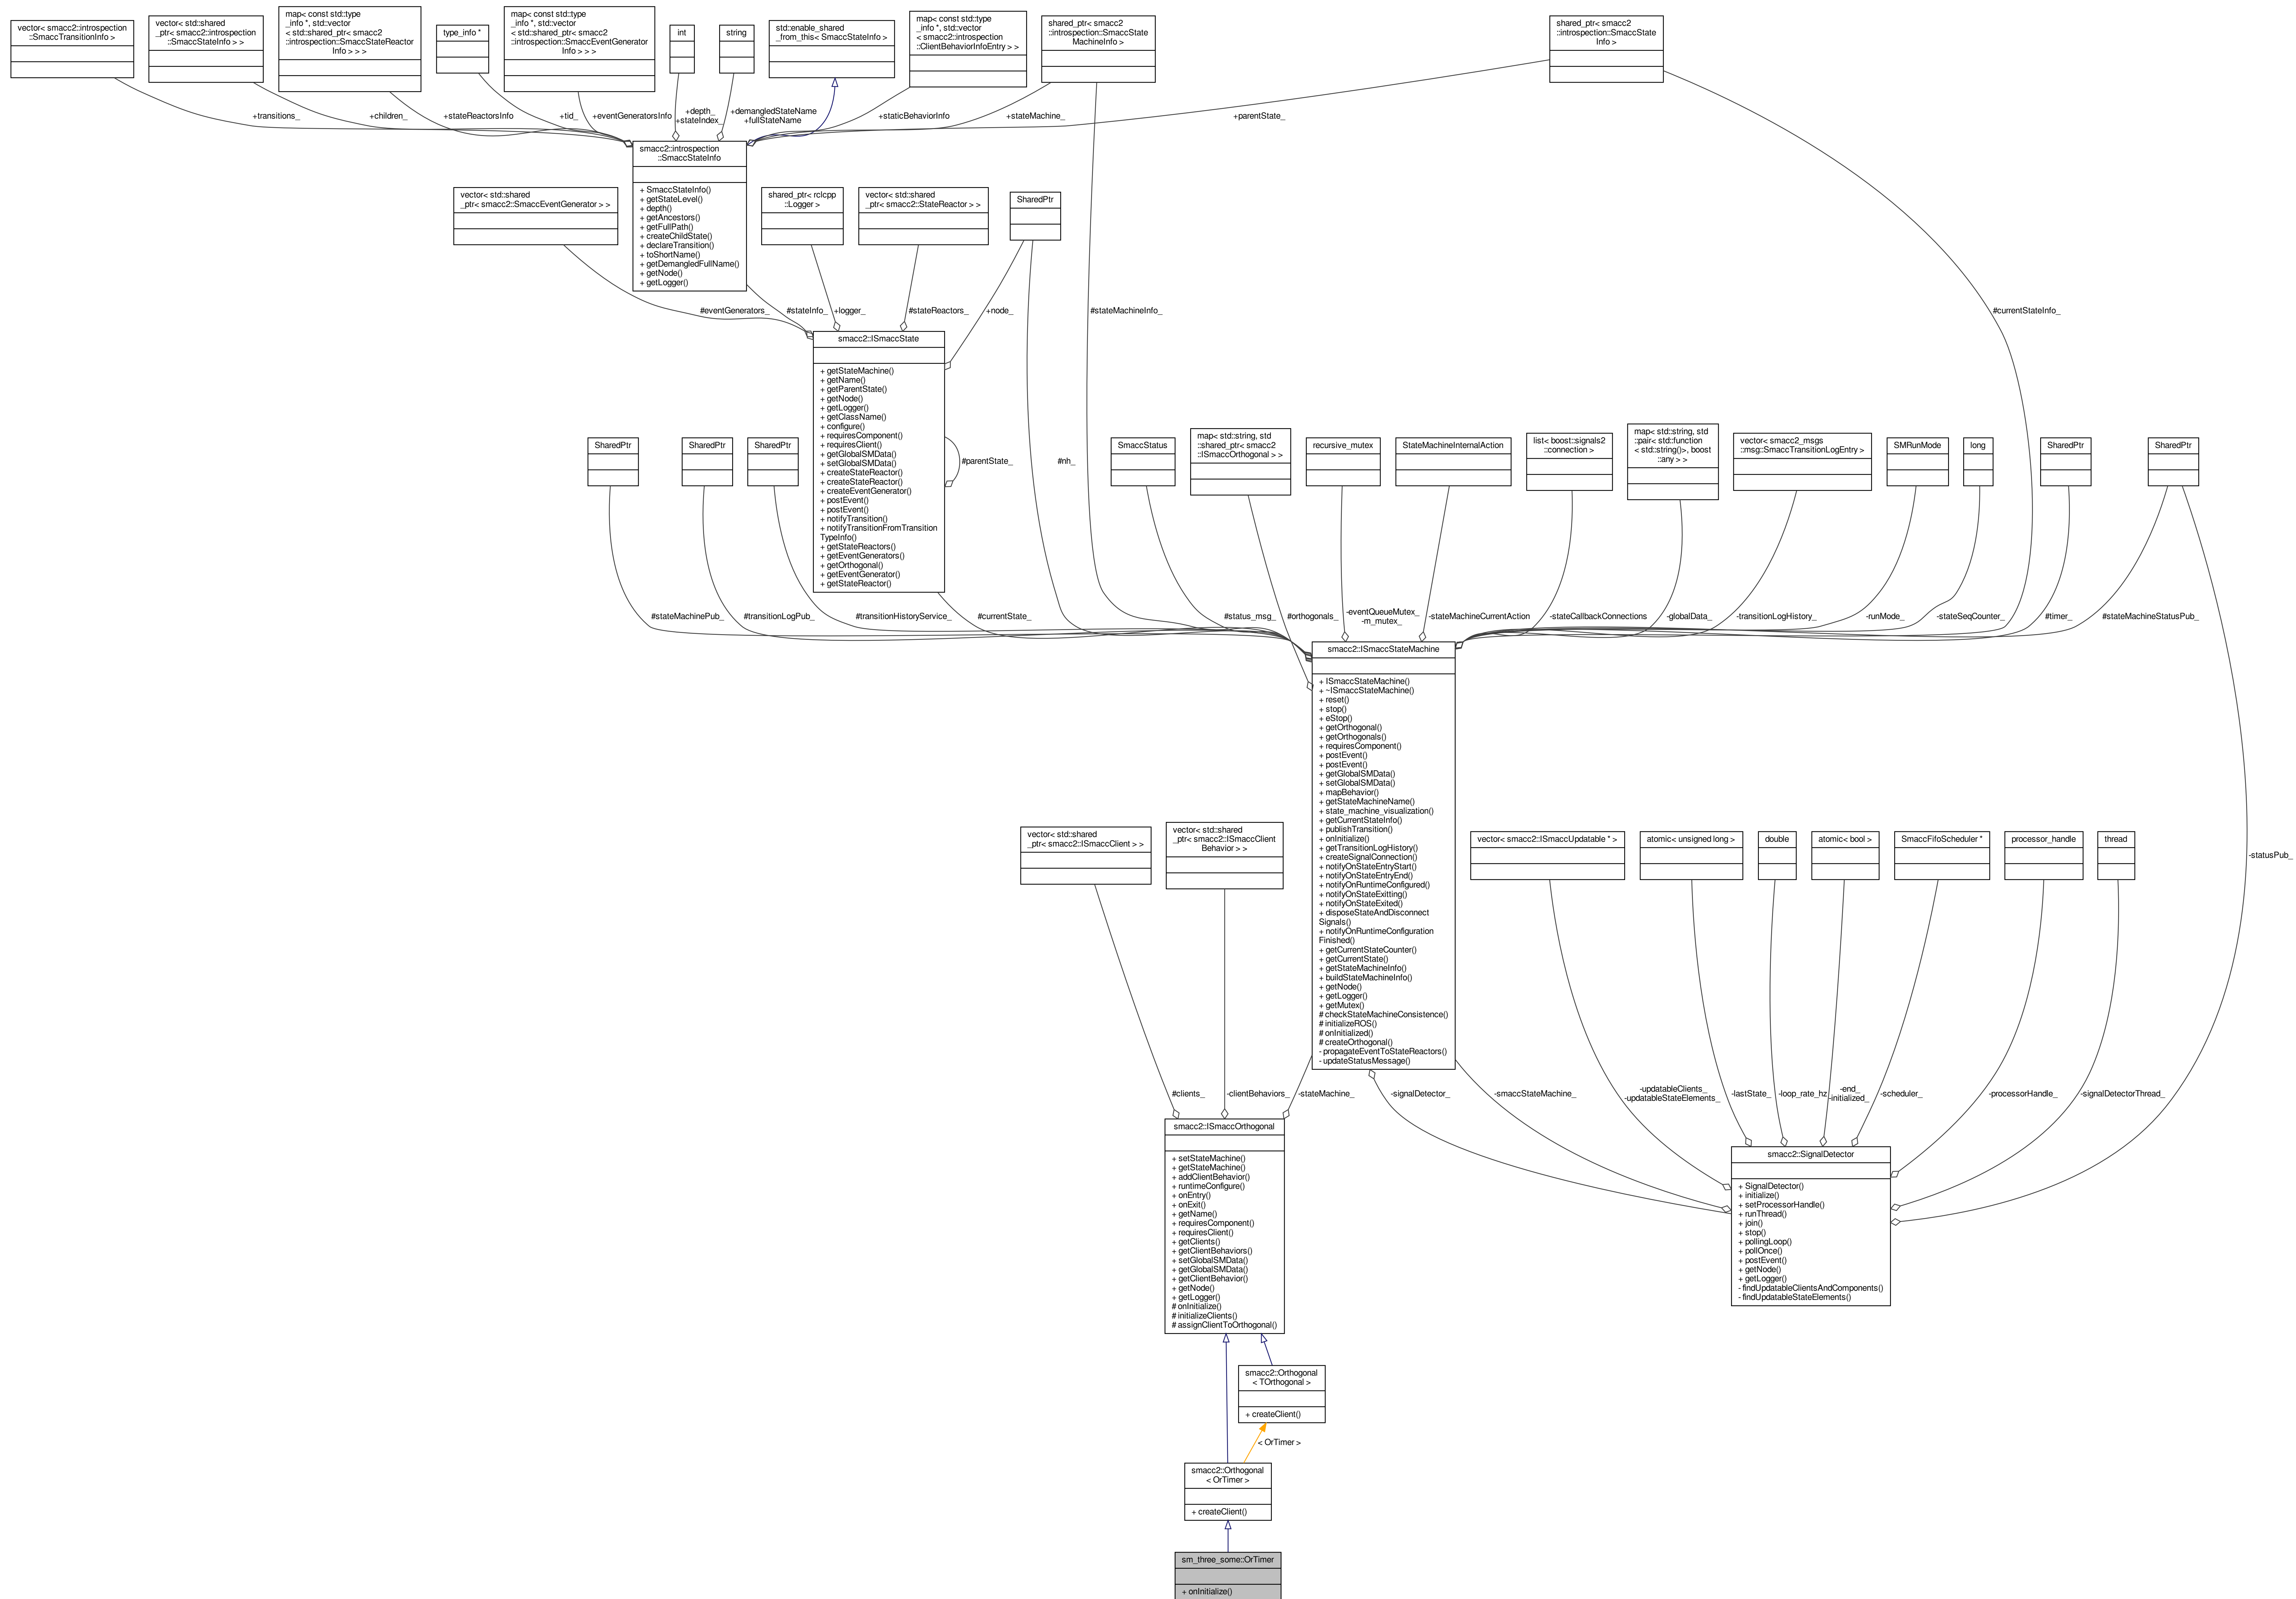 vector< smacc2::introspection
::SmaccTransitionInfo >
vector< std::shared
_ptr< smacc2::introspection
::SmaccStateInfo > >
map< const std::type
_info *, std::vector
< std::shared_ptr< smacc2
::introspection::SmaccStateReactor
Info > > >
type_info *
map< const std::type
_info *, std::vector
< std::shared_ptr< smacc2
::introspection::SmaccEventGenerator
Info > > >
int
string
std::enable_shared
_from_this< SmaccStateInfo >
map< const std::type
_info *, std::vector
< smacc2::introspection
::ClientBehaviorInfoEntry > >
shared_ptr< smacc2
::introspection::SmaccState
MachineInfo >
shared_ptr< smacc2
::introspection::SmaccState
Info >
+transitions_
+children_
+stateReactorsInfo
+tid_
+eventGeneratorsInfo
+depth_
+stateIndex_
+demangledStateName
+fullStateName
+staticBehaviorInfo
+stateMachine_
+parentState_
smacc2::introspection
::SmaccStateInfo
+ SmaccStateInfo()
+ getStateLevel()
+ depth()
+ getAncestors()
+ getFullPath()
+ createChildState()
+ declareTransition()
+ toShortName()
+ getDemangledFullName()
+ getNode()
+ getLogger()
vector< std::shared
_ptr< smacc2::SmaccEventGenerator > >
shared_ptr< rclcpp
::Logger >
vector< std::shared
_ptr< smacc2::StateReactor > >
SharedPtr
#eventGenerators_
#stateInfo_
+logger_
#stateReactors_
+node_
#stateMachineInfo_
#currentStateInfo_
smacc2::ISmaccState
+ getStateMachine()
+ getName()
+ getParentState()
+ getNode()
+ getLogger()
+ getClassName()
+ configure()
+ requiresComponent()
+ requiresClient()
+ getGlobalSMData()
+ setGlobalSMData()
+ createStateReactor()
+ createStateReactor()
+ createEventGenerator()
+ postEvent()
+ postEvent()
+ notifyTransition()
+ notifyTransitionFromTransition
TypeInfo()
+ getStateReactors()
+ getEventGenerators()
+ getOrthogonal()
+ getEventGenerator()
+ getStateReactor()
#parentState_
#nh_
SharedPtr
SharedPtr
SharedPtr
SmaccStatus
map< std::string, std
::shared_ptr< smacc2
::ISmaccOrthogonal > >
recursive_mutex
StateMachineInternalAction
list< boost::signals2
::connection >
map< std::string, std
::pair< std::function
< std::string()>, boost
::any > >
vector< smacc2_msgs
::msg::SmaccTransitionLogEntry >
SMRunMode
long
SharedPtr
SharedPtr
#stateMachinePub_
#transitionLogPub_
#transitionHistoryService_
#currentState_
#status_msg_
#orthogonals_
-eventQueueMutex_
-m_mutex_
-stateMachineCurrentAction
-stateCallbackConnections
-globalData_
-transitionLogHistory_
-runMode_
-stateSeqCounter_
#timer_
#stateMachineStatusPub_
smacc2::ISmaccStateMachine
+ ISmaccStateMachine()
+ ~ISmaccStateMachine()
+ reset()
+ stop()
+ eStop()
+ getOrthogonal()
+ getOrthogonals()
+ requiresComponent()
+ postEvent()
+ postEvent()
+ getGlobalSMData()
+ setGlobalSMData()
+ mapBehavior()
+ getStateMachineName()
+ state_machine_visualization()
+ getCurrentStateInfo()
+ publishTransition()
+ onInitialize()
+ getTransitionLogHistory()
+ createSignalConnection()
+ notifyOnStateEntryStart()
+ notifyOnStateEntryEnd()
+ notifyOnRuntimeConfigured()
+ notifyOnStateExitting()
+ notifyOnStateExited()
+ disposeStateAndDisconnect
Signals()
+ notifyOnRuntimeConfiguration
Finished()
+ getCurrentStateCounter()
+ getCurrentState()
+ getStateMachineInfo()
+ buildStateMachineInfo()
+ getNode()
+ getLogger()
+ getMutex()
# checkStateMachineConsistence()
# initializeROS()
# onInitialized()
# createOrthogonal()
- propagateEventToStateReactors()
- updateStatusMessage()
vector< std::shared
_ptr< smacc2::ISmaccClient > >
vector< std::shared
_ptr< smacc2::ISmaccClient
Behavior > >
vector< smacc2::ISmaccUpdatable * >
atomic< unsigned long >
double
atomic< bool >
SmaccFifoScheduler *
processor_handle
thread
-statusPub_
#clients_
-clientBehaviors_
-stateMachine_
-signalDetector_
-smaccStateMachine_
-updatableClients_
-updatableStateElements_
-lastState_
-loop_rate_hz
-end_
-initialized_
-scheduler_
-processorHandle_
-signalDetectorThread_
smacc2::ISmaccOrthogonal
+ setStateMachine()
+ getStateMachine()
+ addClientBehavior()
+ runtimeConfigure()
+ onEntry()
+ onExit()
+ getName()
+ requiresComponent()
+ requiresClient()
+ getClients()
+ getClientBehaviors()
+ setGlobalSMData()
+ getGlobalSMData()
+ getClientBehavior()
+ getNode()
+ getLogger()
# onInitialize()
# initializeClients()
# assignClientToOrthogonal()
smacc2::SignalDetector
+ SignalDetector()
+ initialize()
+ setProcessorHandle()
+ runThread()
+ join()
+ stop()
+ pollingLoop()
+ pollOnce()
+ postEvent()
+ getNode()
+ getLogger()
- findUpdatableClientsAndComponents()
- findUpdatableStateElements()
smacc2::Orthogonal
< TOrthogonal >
+ createClient()
< OrTimer >
smacc2::Orthogonal
< OrTimer >
+ createClient()
sm_three_some::OrTimer
+ onInitialize()